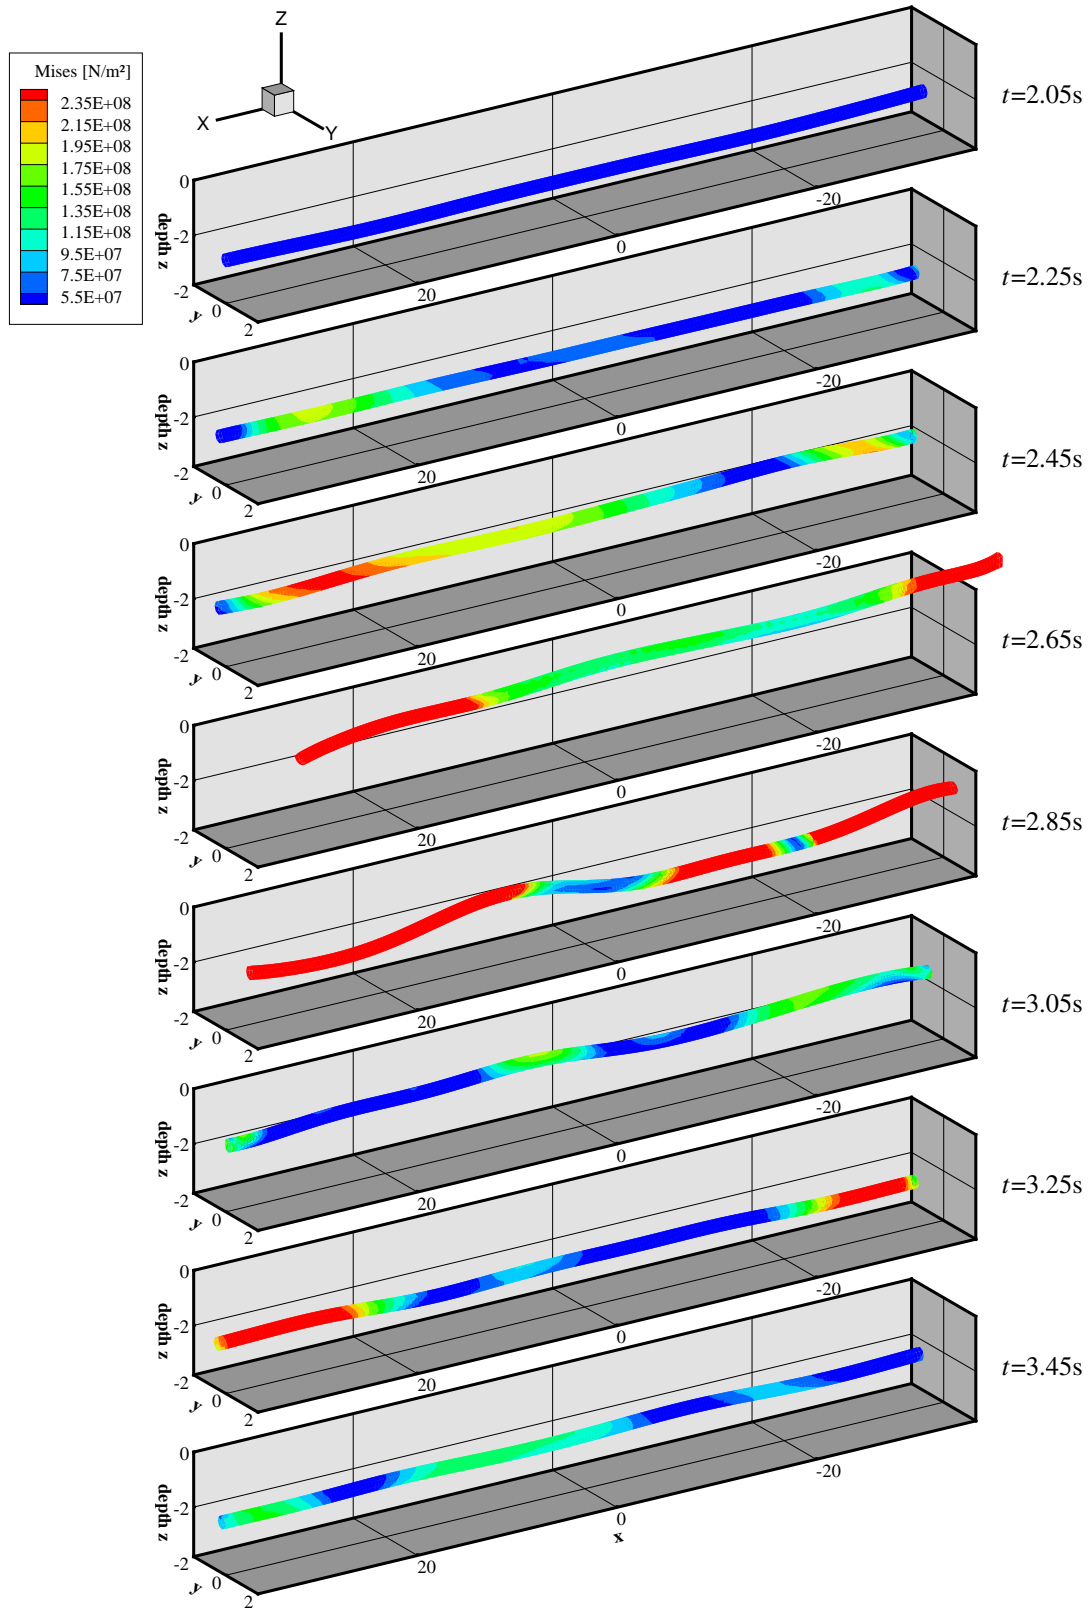 Z
X
Y
Mises [N/m²]
2.35E+08
2.15E+08
1.95E+08
1.75E+08
1.55E+08
1.35E+08
1.15E+08
9.5E+07
7.5E+07
5.5E+07
t=2.05s
0
-2
depth z
-2
0
2
y
20
0
-20
t=2.25s
0
-2
depth z
-2
0
2
y
20
0
-20
t=2.45s
0
-2
depth z
-2
0
2
y
20
0
-20
t=2.65s
0
-2
depth z
-2
0
2
y
20
0
-20
t=2.85s
0
-2
depth z
-2
0
2
y
20
0
-20
t=3.05s
0
-2
depth z
-2
0
2
y
20
0
-20
t=3.25s
0
-2
depth z
-2
0
2
y
20
0
-20
t=3.45s
0
-2
depth z
-2
0
2
y
20
0
-20
x